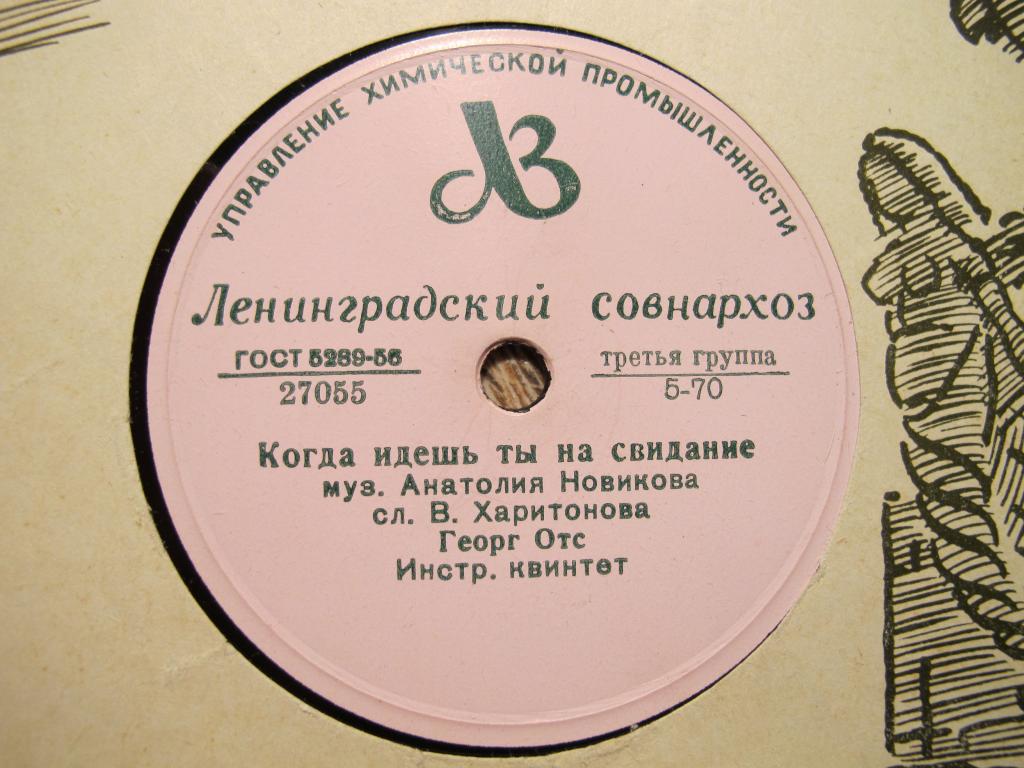 УПРАВЛЕНИЕ ХИМИЧЕСКОЙ ПРОМЫШЛЕННОСТИ
ЛЗ
Ленинградский совнархоз
ГОСТ 5289-56 третья группа
27055 5-70
Когда идешь ты на свидание
муз. Анатолия Новикова
сл. В. Харитонова
Георг Отс
Инстр. квинтет